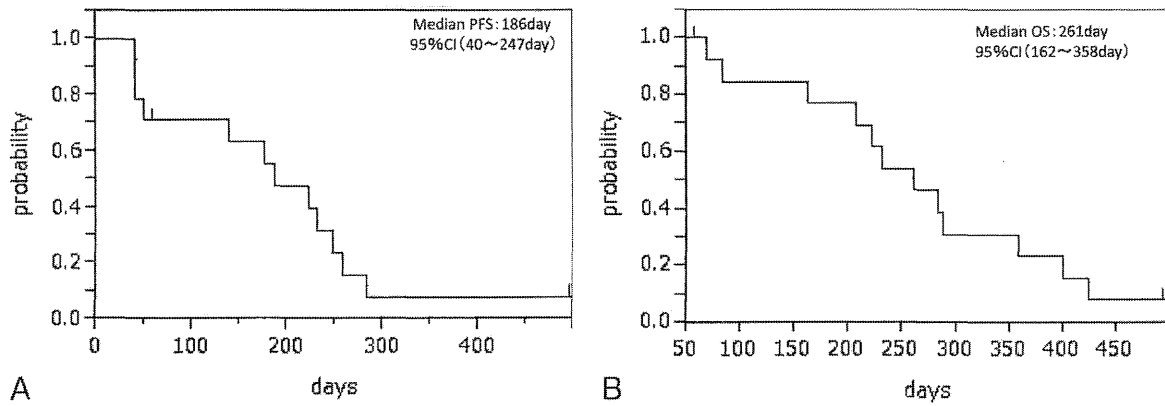 Median PFS:186day
95%CI(40～247day)
1.0
0.8
0.6
0.4
0.2
0.0
probability
0 100 200 300 400
days
A
Median OS:261day
95%CI(162～358day)
1.0
0.8
0.6
0.4
0.2
0.0
probability
50 100 150 200 250 300 350 400 450
days
B